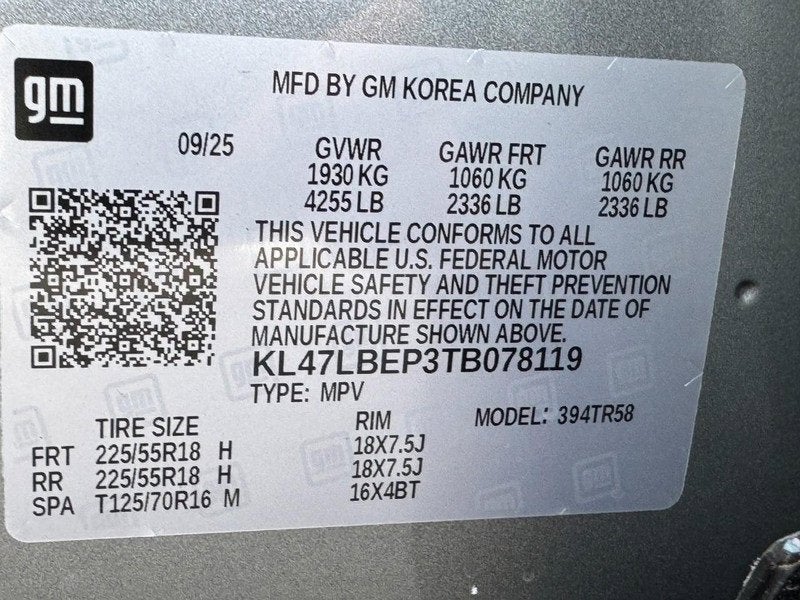 gm
MFD BY GM KOREA COMPANY
09/25
GVWR GAWR FRT GAWR RR
1930 KG 1060 KG 1060 KG
4255 LB 2336 LB 2336 LB
THIS VEHICLE CONFORMS TO ALL
APPLICABLE U.S. FEDERAL MOTOR
VEHICLE SAFETY AND THEFT PREVENTION
STANDARDS IN EFFECT ON THE DATE OF
MANUFACTURE SHOWN ABOVE.
KL47LBEP3TB078119
TYPE: MPV MODEL: 394TR58
TIRE SIZE RIM
FRT 225/55R18 H 18X7.5J
RR 225/55R18 H 18X7.5J
SPA T125/70R16 M 16X4BT